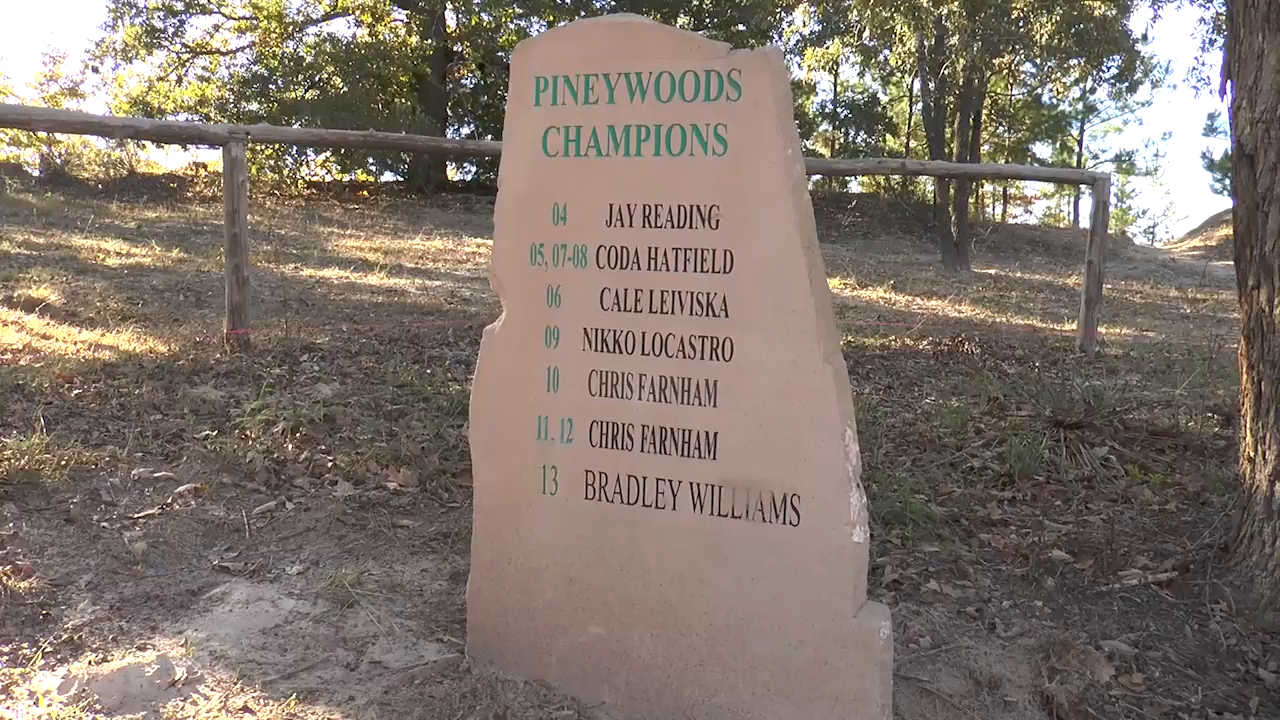 PINEYWOODS
CHAMPIONS
04 JAY READING
05, 07-08 CODA HATFIELD
06 CALE LEIVISKA
09 NIKKO LOCASTRO
10 CHRIS FARNHAM
11, 12 CHRIS FARNHAM
13 BRADLEY WILLIAMS